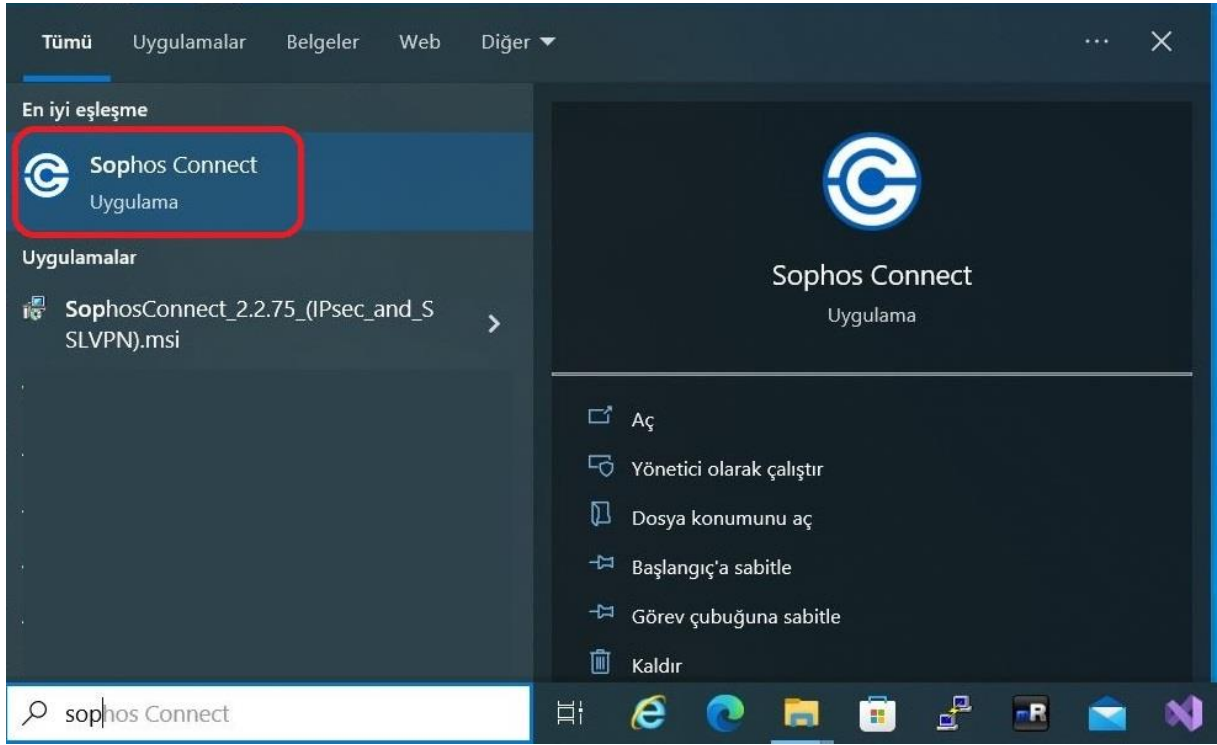 Tümü Uygulamalar Belgeler Web Diğer
En iyi eşleşme
Sophos Connect
Uygulama
Uygulamalar
SophosConnect_2.2.75_(IPsec_and_S
SLVPN).msi
Sophos Connect
Uygulama
Aç
Yönetici olarak çalıştır
Dosya konumunu aç
Başlangıç'a sabitle
Görev çubuğuna sabitle
Kaldır
sophos Connect
mR